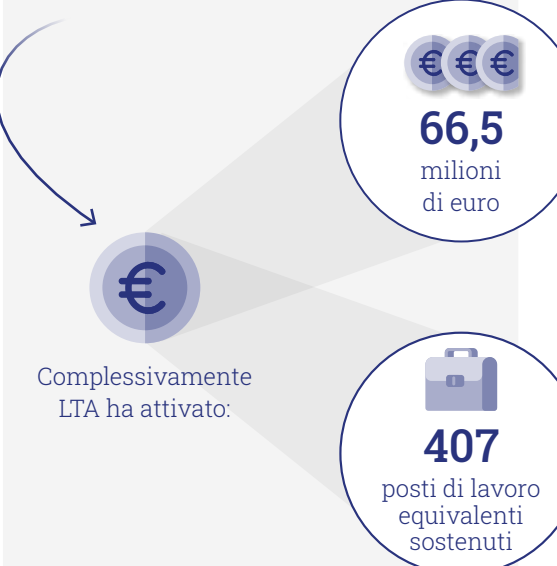 66,5
milioni
di euro
Complessivamente
LTA ha attivato:
407
posti di lavoro
equivalenti
sostenuti